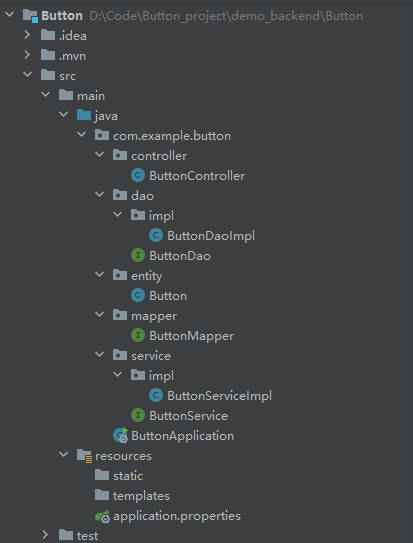 Button D:\Code\Button_project\demo_backend\Button
.idea
.mvn
src
main
java
com.example.button
controller
ButtonController
dao
impl
ButtonDaoImpl
ButtonDao
entity
Button
mapper
ButtonMapper
service
impl
ButtonServiceImpl
ButtonService
ButtonApplication
resources
static
templates
application.properties
test